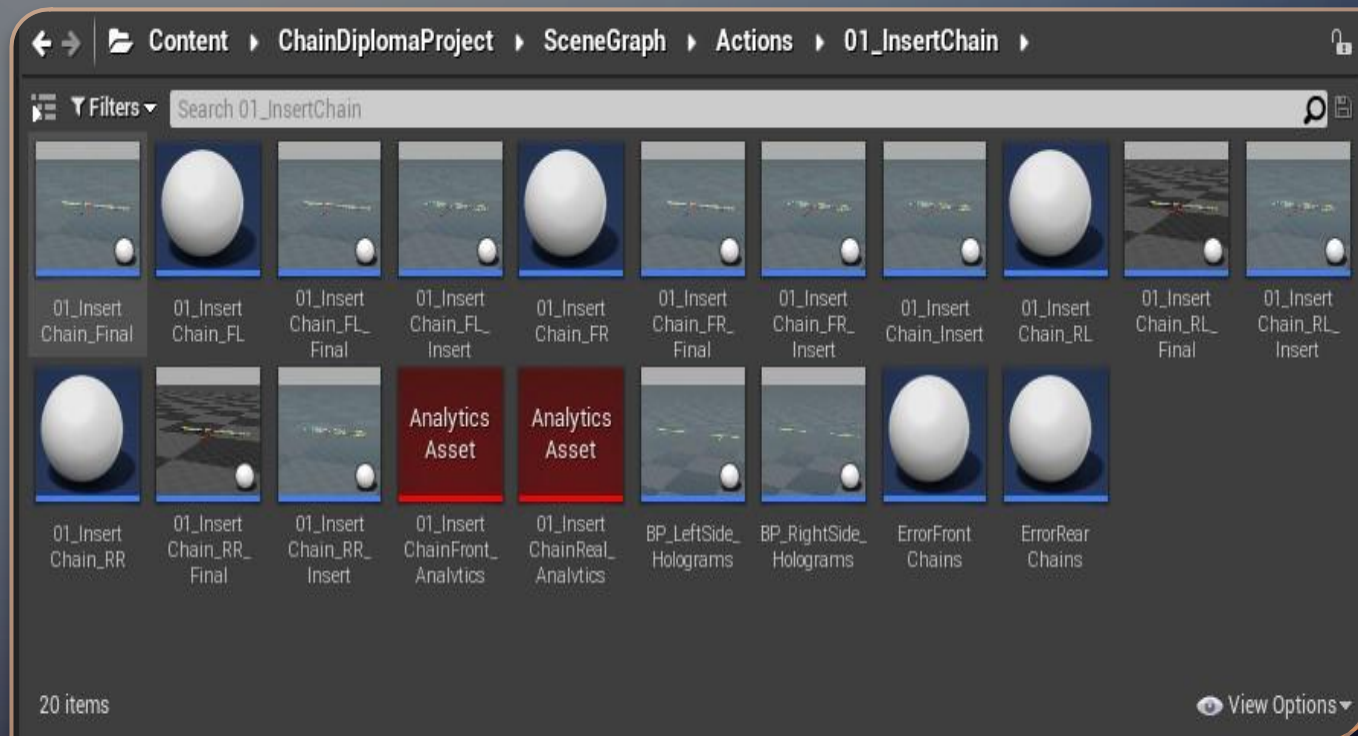 Content ▸ ChainDiplomaProject ▸ SceneGraph ▸ Actions ▸ 01_InsertChain ▸
Filters Search 01_InsertChain
01_Insert
Chain_Final
01_Insert
Chain_FL
01_Insert
Chain_FL_
Final
01_Insert
Chain_FL_
Insert
01_Insert
Chain_FR
01_Insert
Chain_FR_
Final
01_Insert
Chain_FR_
Insert
01_Insert
Chain_Insert
01_Insert
Chain_RL
01_Insert
Chain_RL_
Final
01_Insert
Chain_RL_
Insert
01_Insert
Chain_RR
01_Insert
Chain_RR_
Final
01_Insert
Chain_RR_
Insert
Analytics
Asset
01_Insert
ChainFront_
Analytics
Analytics
Asset
01_Insert
ChainReal_
Analytics
BP_LeftSide_
Holograms
BP_RightSide_
Holograms
ErrorFront
Chains
ErrorRear
Chains
20 items
View Options